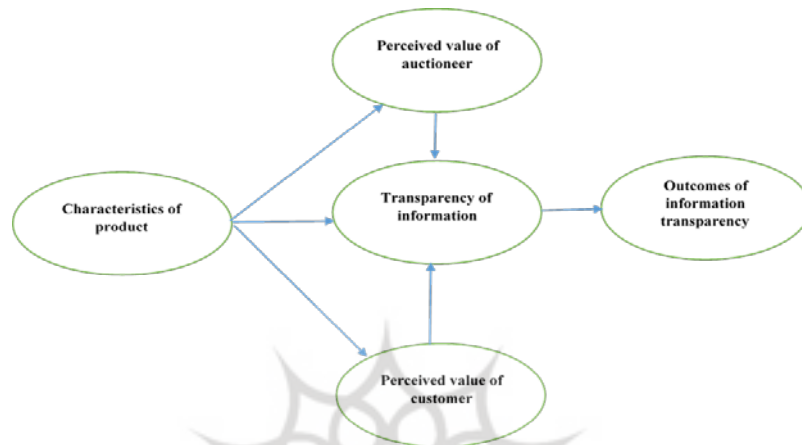 Perceived value of
auctioneer
Characteristics of
product
Transparency of
information
Outcomes of
information
transparency
Perceived value of
customer